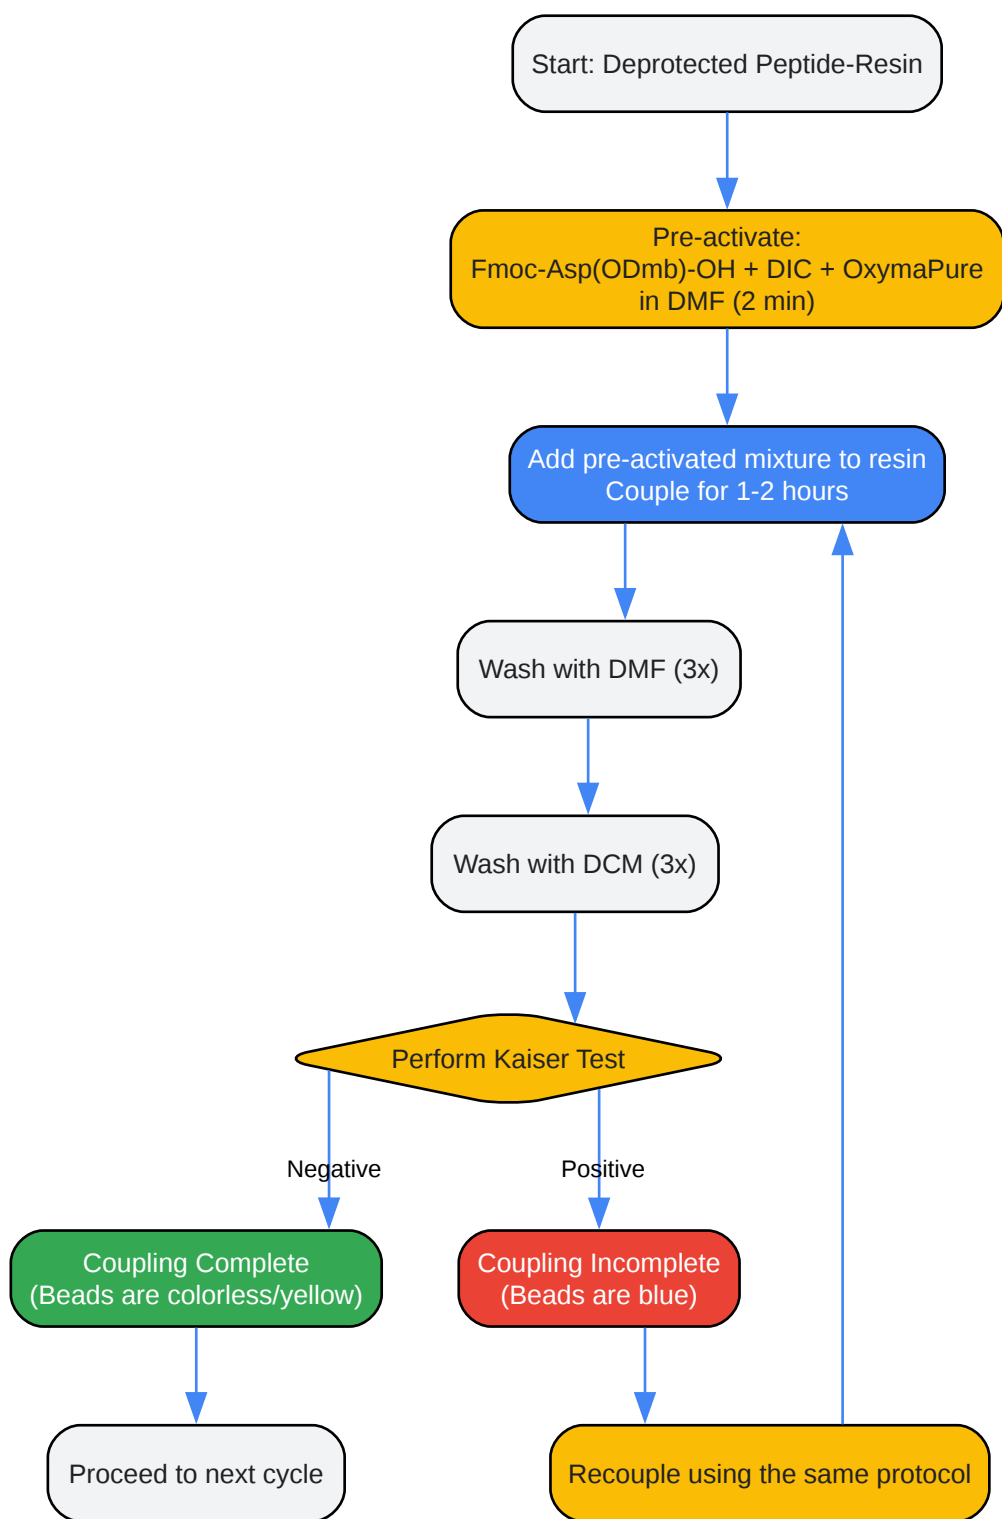 Start: Deprotected Peptide-Resin
Pre-activate:
Fmoc-Asp(ODmb)-OH + DIC + OxymaPure
in DMF (2 min)
Add pre-activated mixture to resin
Couple for 1-2 hours
Wash with DMF (3x)
Wash with DCM (3x)
Perform Kaiser Test
Negative
Positive
Coupling Complete
(Beads are colorless/yellow)
Coupling Incomplete
(Beads are blue)
Proceed to next cycle
Recouple using the same protocol